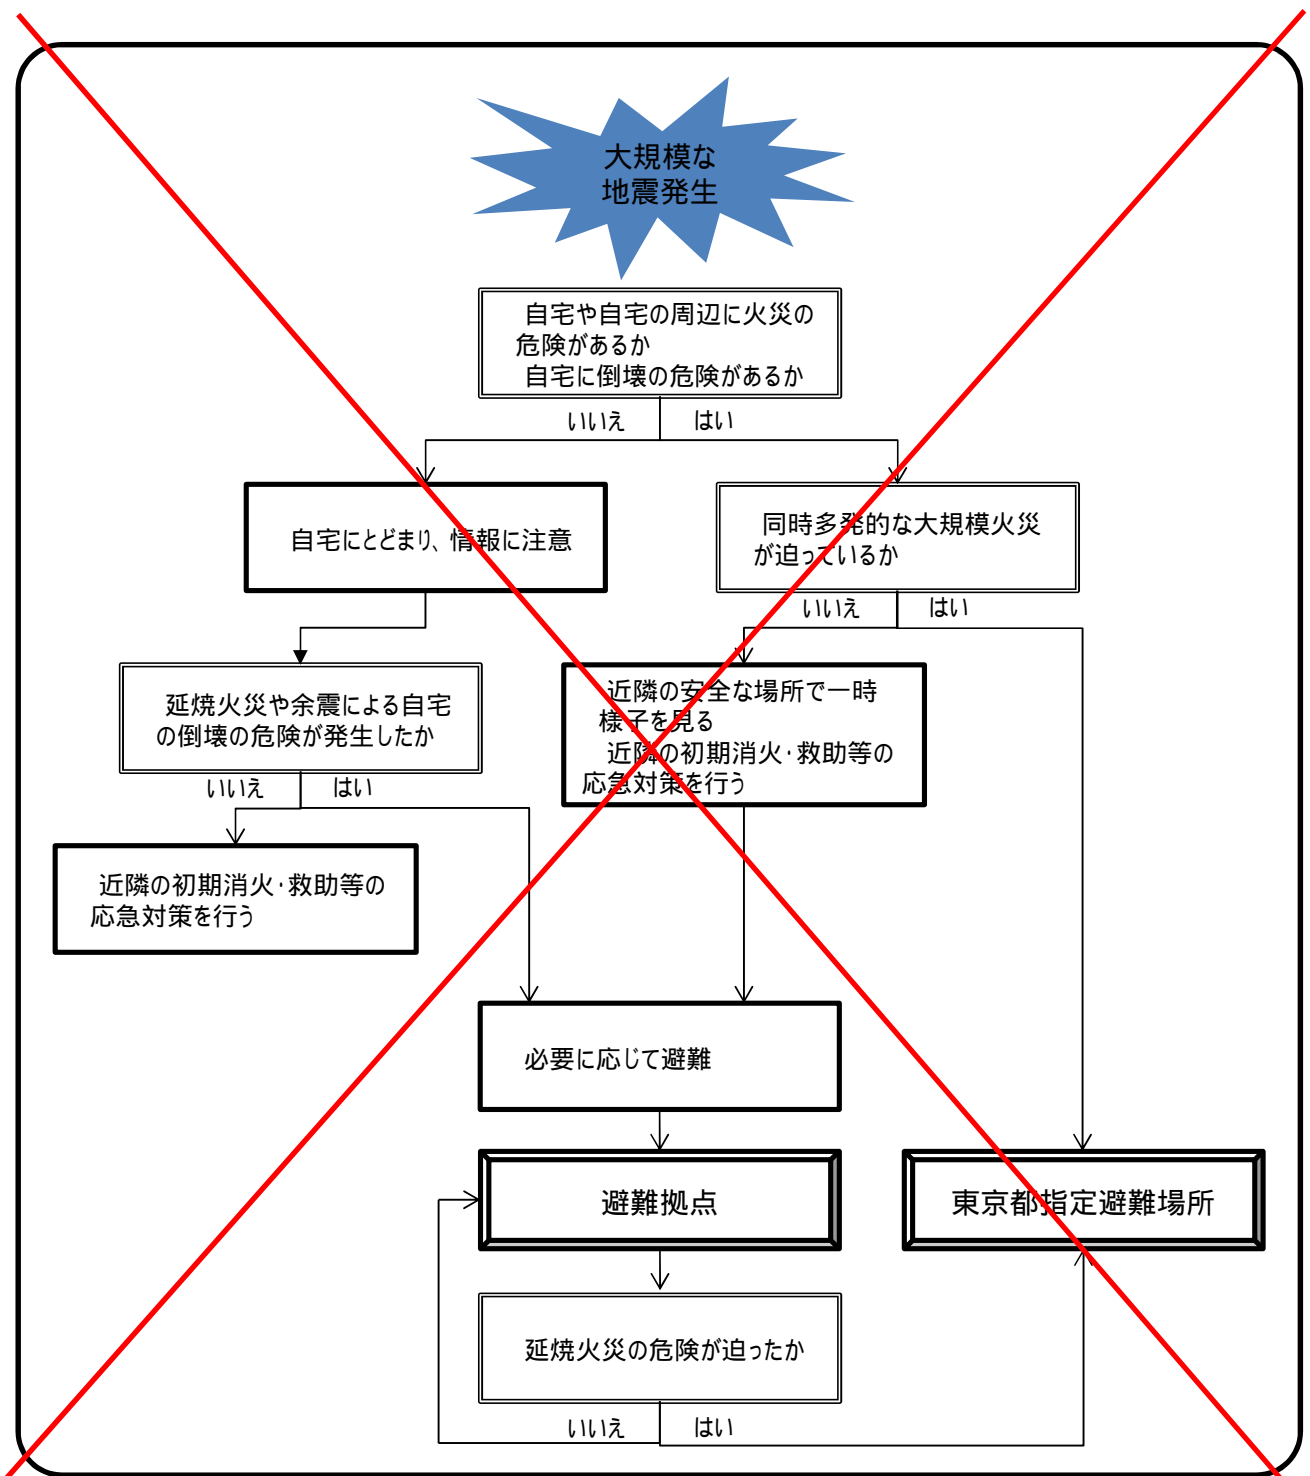 大規模な
地震発生
自宅や自宅の周辺に火災の
危険があるか
自宅に倒壊の危険があるか
いいえ
はい
自宅にとどまり、情報に注意
同時多発的な大規模火災
が迫っているか
いいえ
はい
延焼火災や余震による自宅
の倒壊の危険が発生したか
近隣の安全な場所で一時
様子を見る
近隣の初期消火・救助等の
応急対策を行う
いいえ
はい
近隣の初期消火・救助等の
応急対策を行う
必要に応じて避難
避難拠点
東京都指定避難場所
延焼火災の危険が迫ったか
いいえ
はい